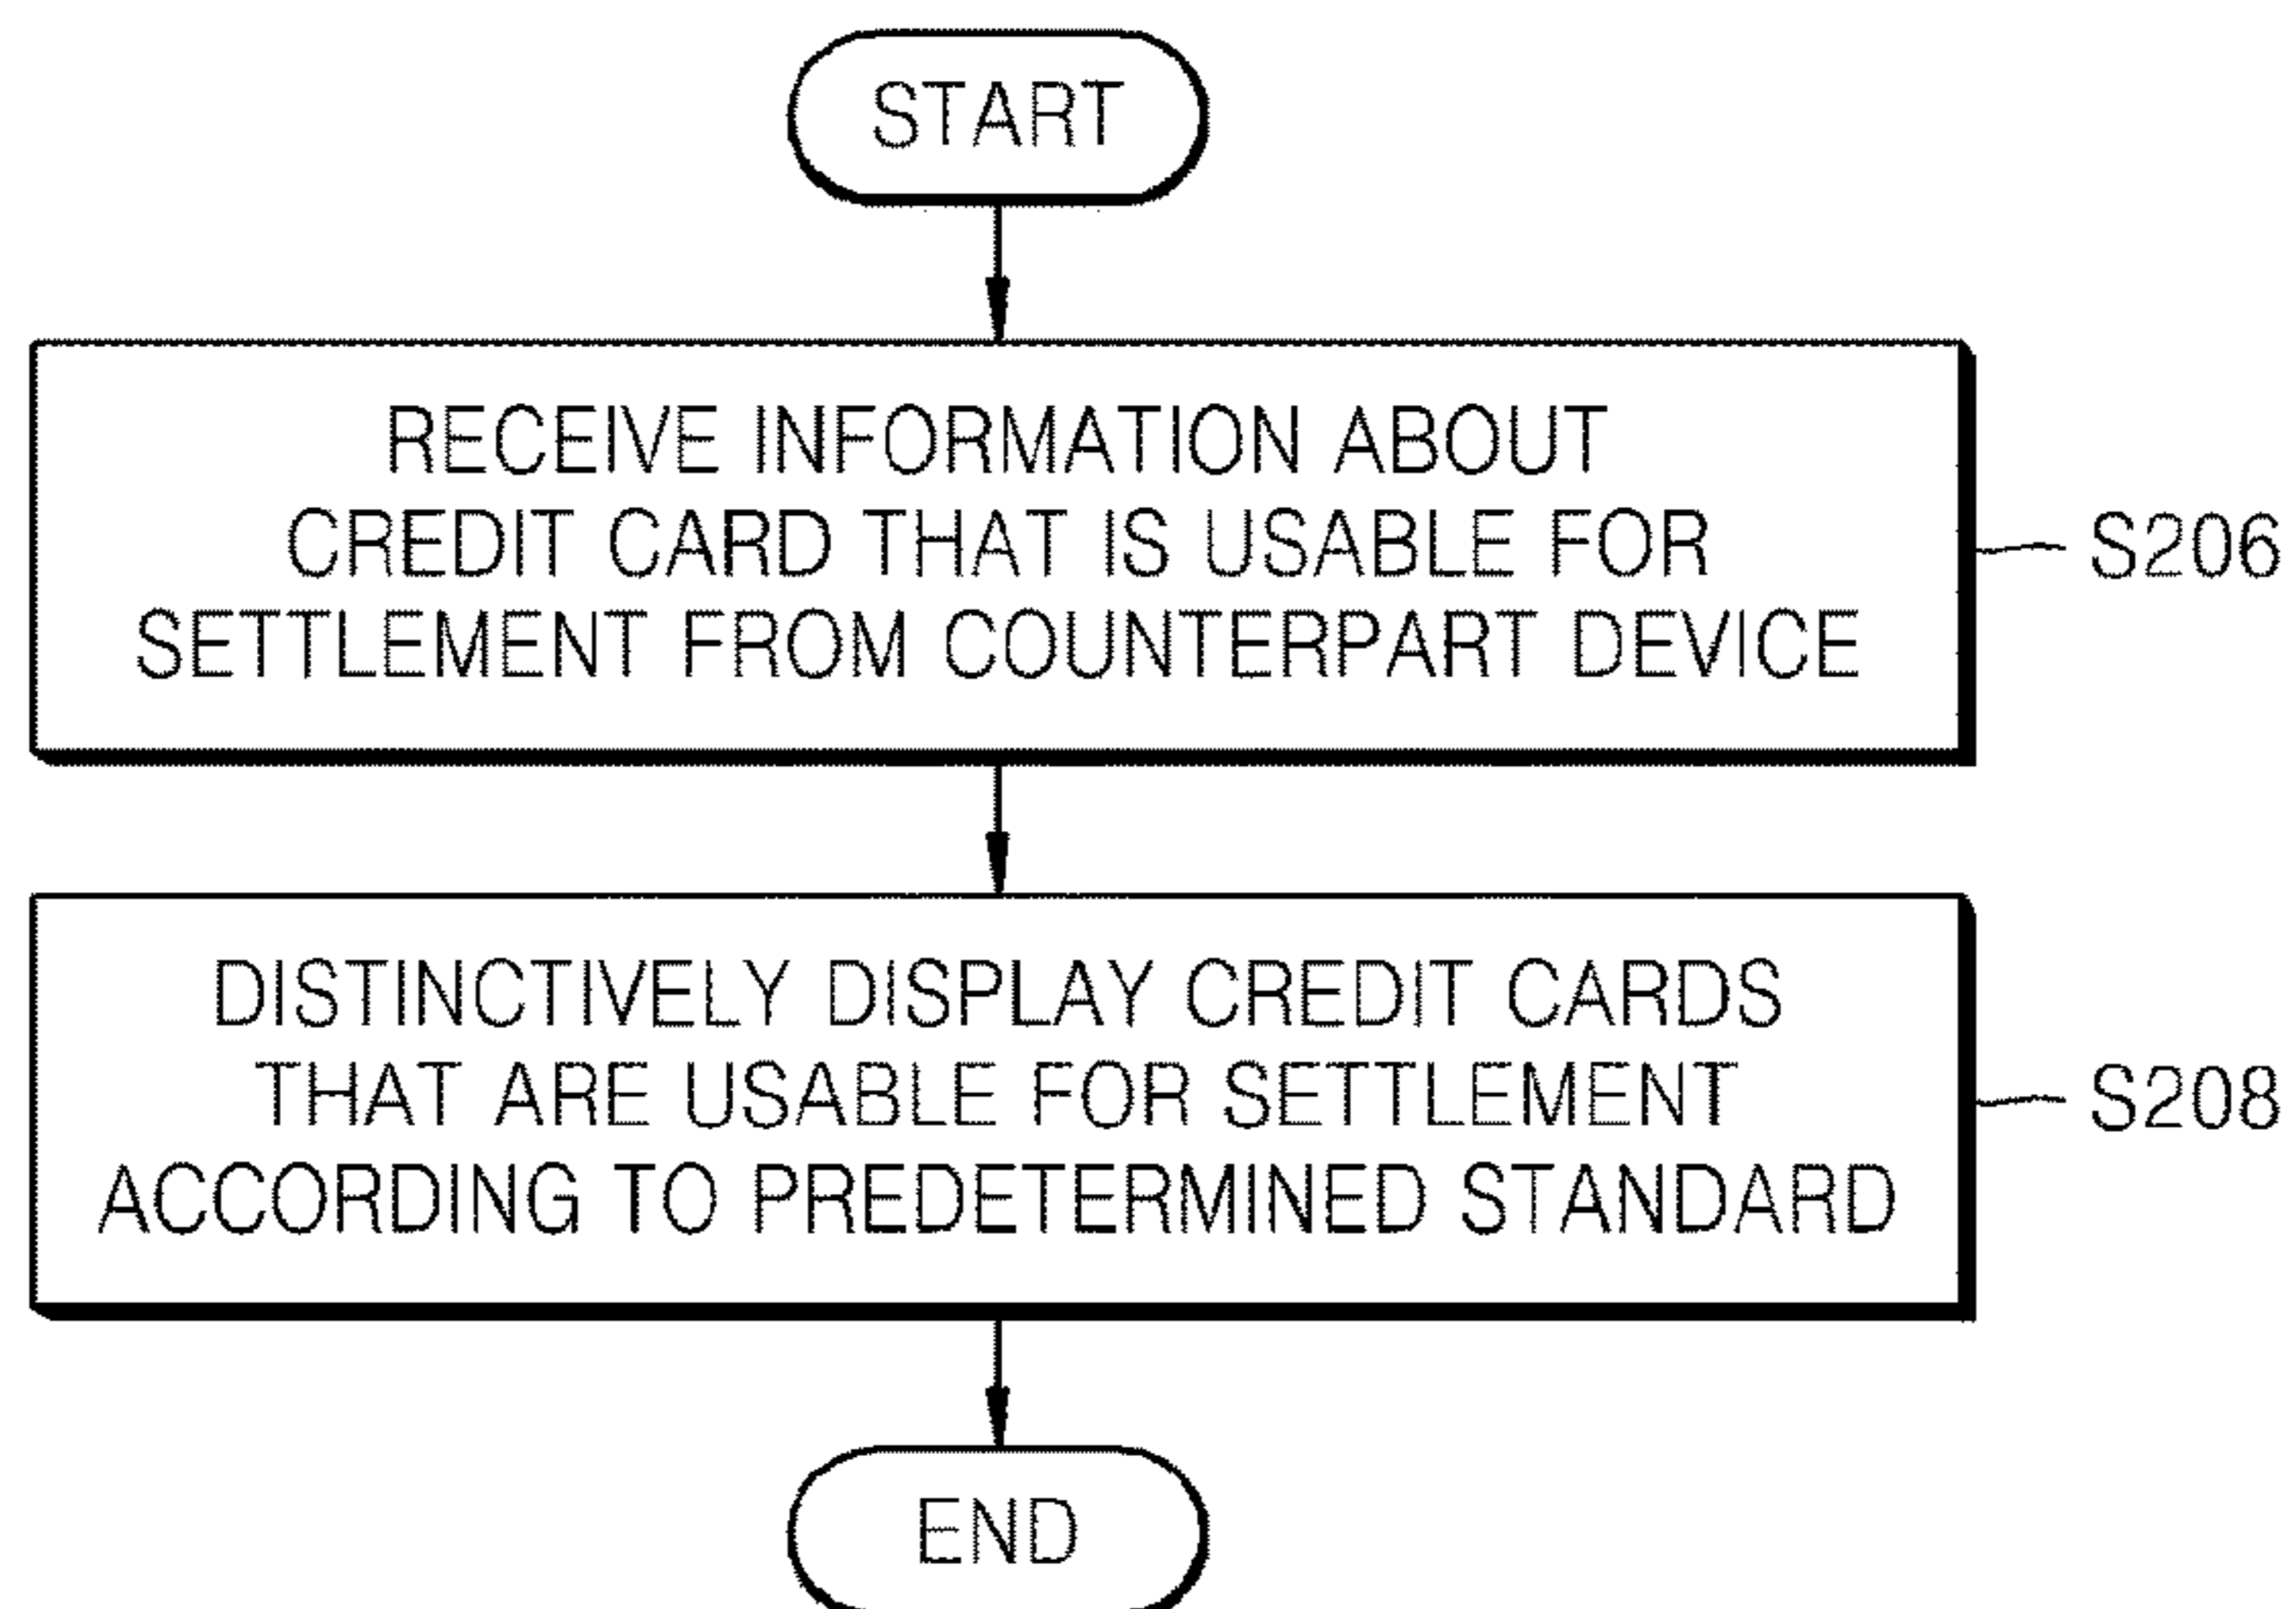 START
RECEIVE INFORMATION ABOUT
CREDIT CARD THAT IS USABLE FOR
SETTLEMENT FROM COUNTERPART DEVICE
S206
DISTINCTIVELY DISPLAY CREDIT CARDS
THAT ARE USABLE FOR SETTLEMENT
ACCORDING TO PREDETERMINED STANDARD
S208
END